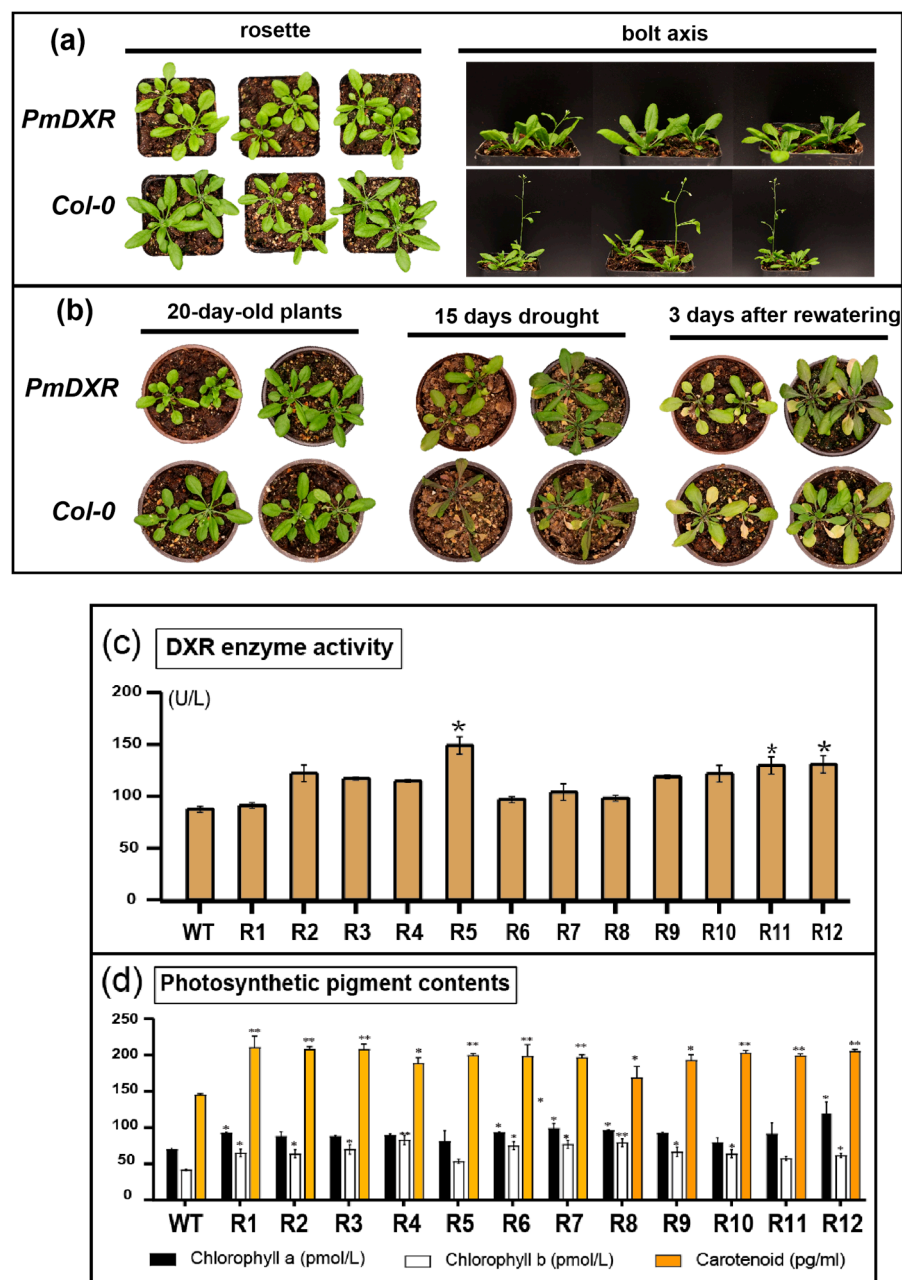 (a)
rosette
bolt axis
PmDXR
Col-0
(b)
20-day-old plants
15 days drought
3 days after rewatering
PmDXR
Col-0
(c)
DXR enzyme activity
(U/L)
200
150
100
50
0
*
*
*
WT R1 R2 R3 R4 R5 R6 R7 R8 R9 R10 R11 R12
(d)
Photosynthetic pigment contents
250
200
150
100
50
0
** ** ** * ** ** ** * * ** ** **
* * * * *
*
* * * ** * * ** * * *
WT R1 R2 R3 R4 R5 R6 R7 R8 R9 R10 R11 R12
Chlorophyll a (pmol/L) Chlorophyll b (pmol/L) Carotenoid (pg/ml)